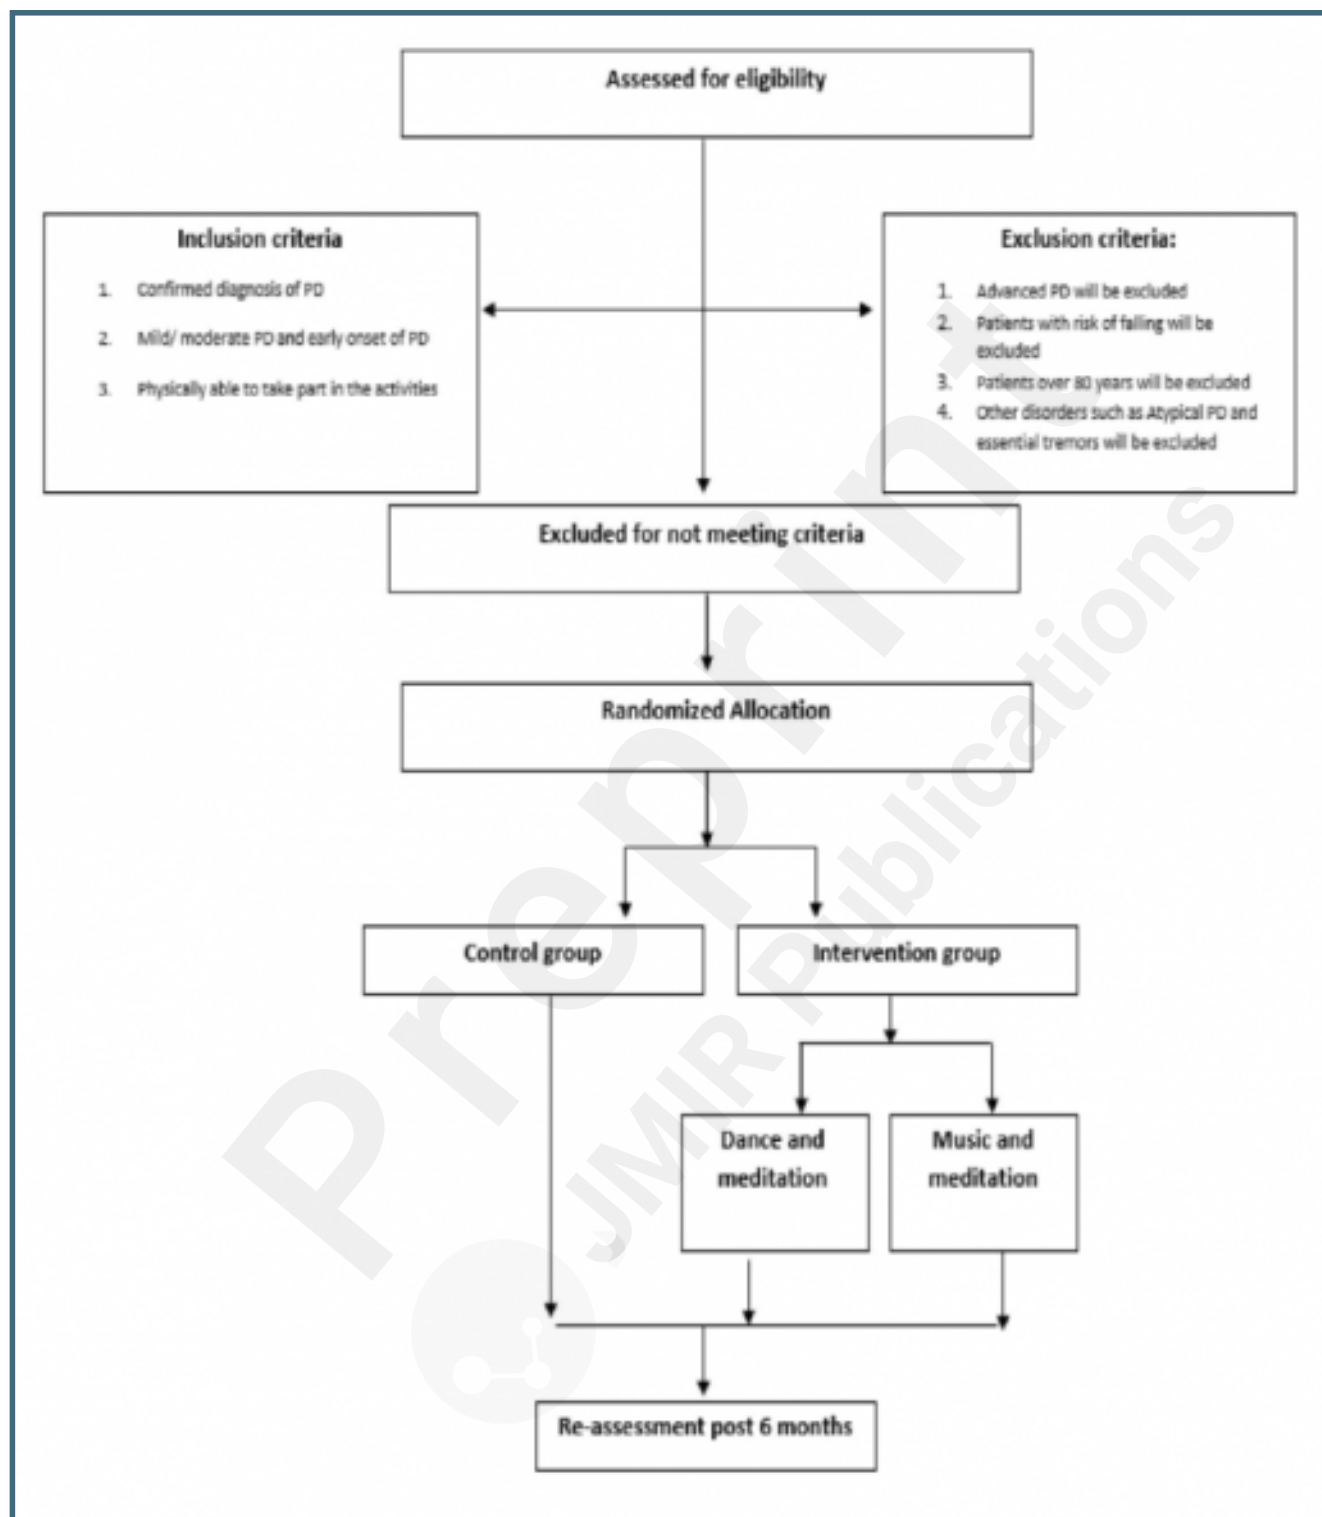 Assessed for eligibility
Inclusion criteria
1. Confirmed diagnosis of PD
2. Mild/ moderate PD and early onset of PD
3. Physically able to take part in the activities
Exclusion criteria:
1. Advanced PD will be excluded
2. Patients with risk of falling will be
excluded
3. Patients over 80 years will be excluded
4. Other disorders such as Atypical PD and
essential tremors will be excluded
Excluded for not meeting criteria
Randomized Allocation
Control group
Intervention group
Dance and
meditation
Music and
meditation
Re-assessment post 6 months
Preprint
JMIR Publications